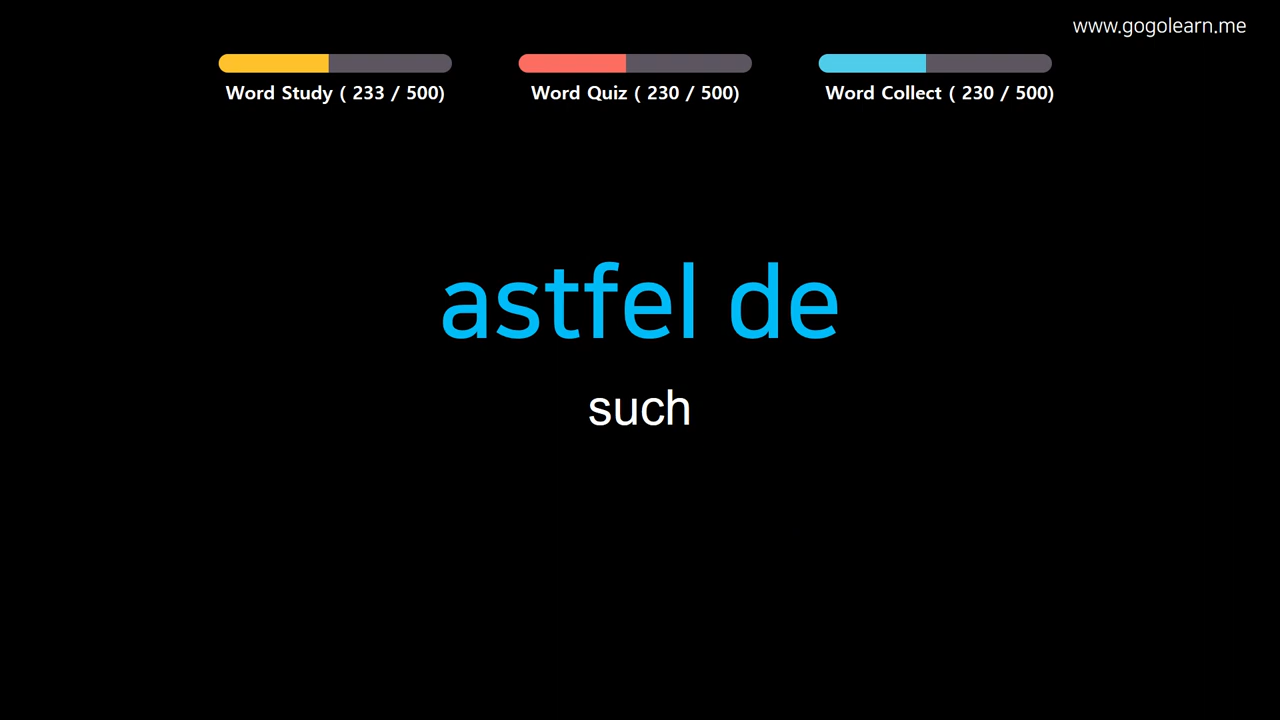 www.gogolearn.me
Word Study ( 233 / 500)
Word Quiz ( 230 / 500)
Word Collect ( 230 / 500)
astfel de
such